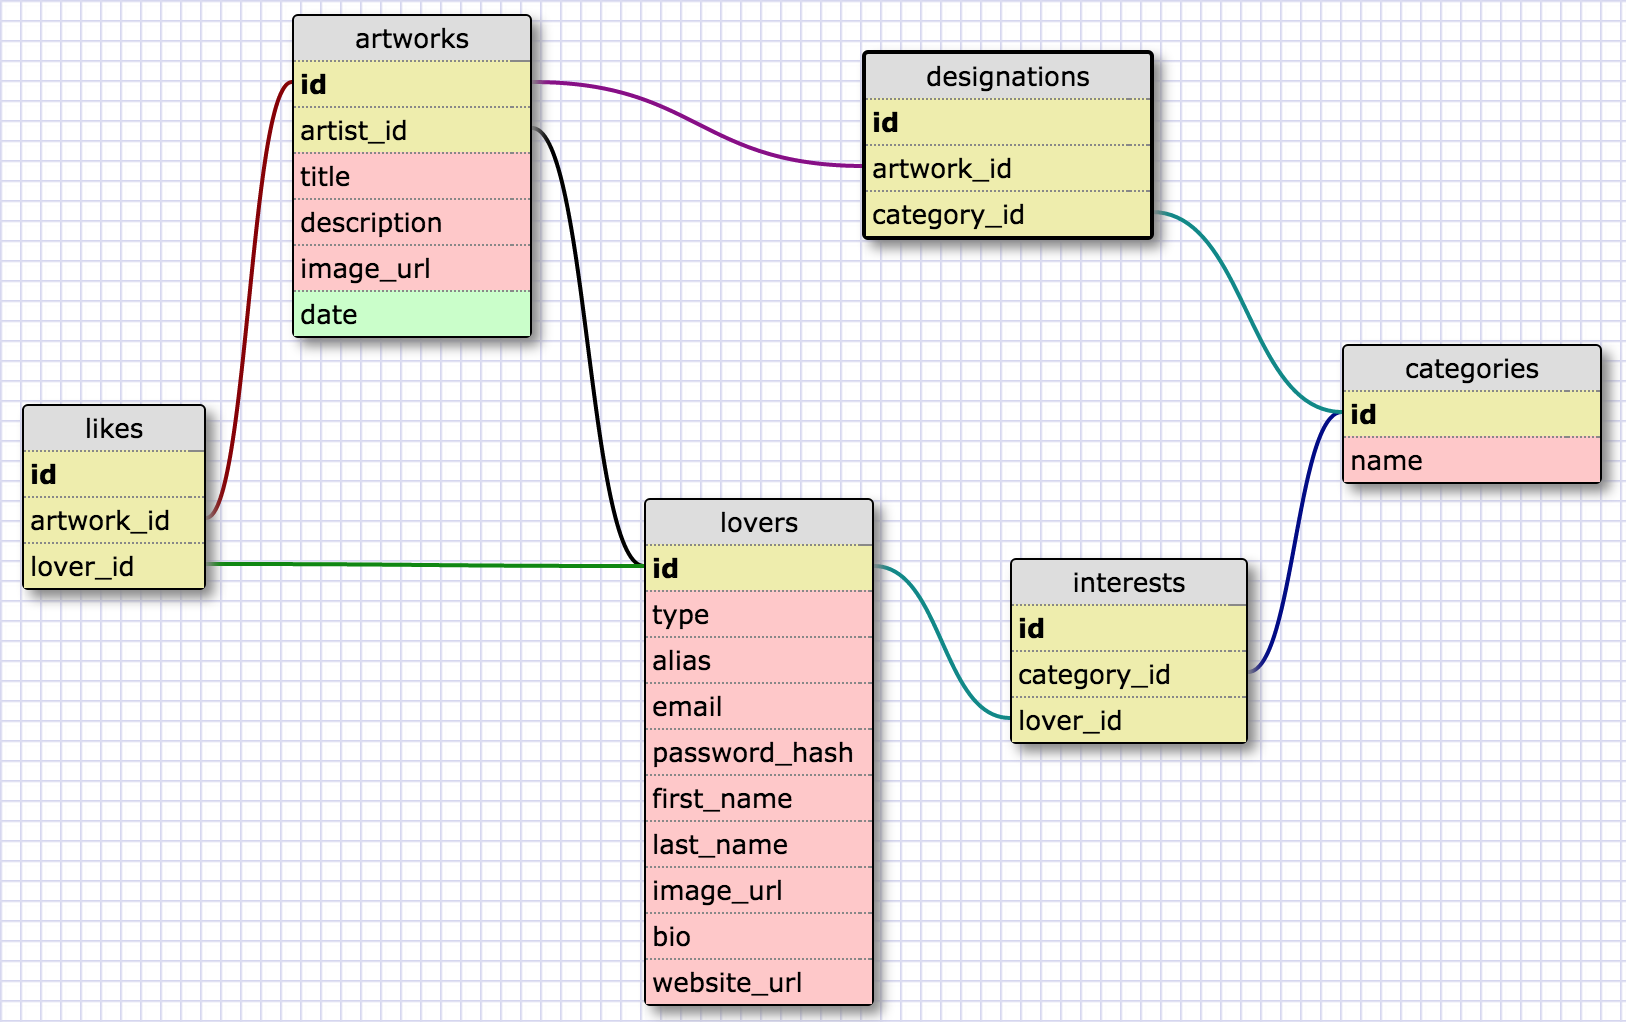 artworks
id
artist_id
title
description
image_url
date
designations
id
artwork_id
category_id
categories
id
name
likes
id
artwork_id
lover_id
lovers
id
type
alias
email
password_hash
first_name
last_name
image_url
bio
website_url
interests
id
category_id
lover_id